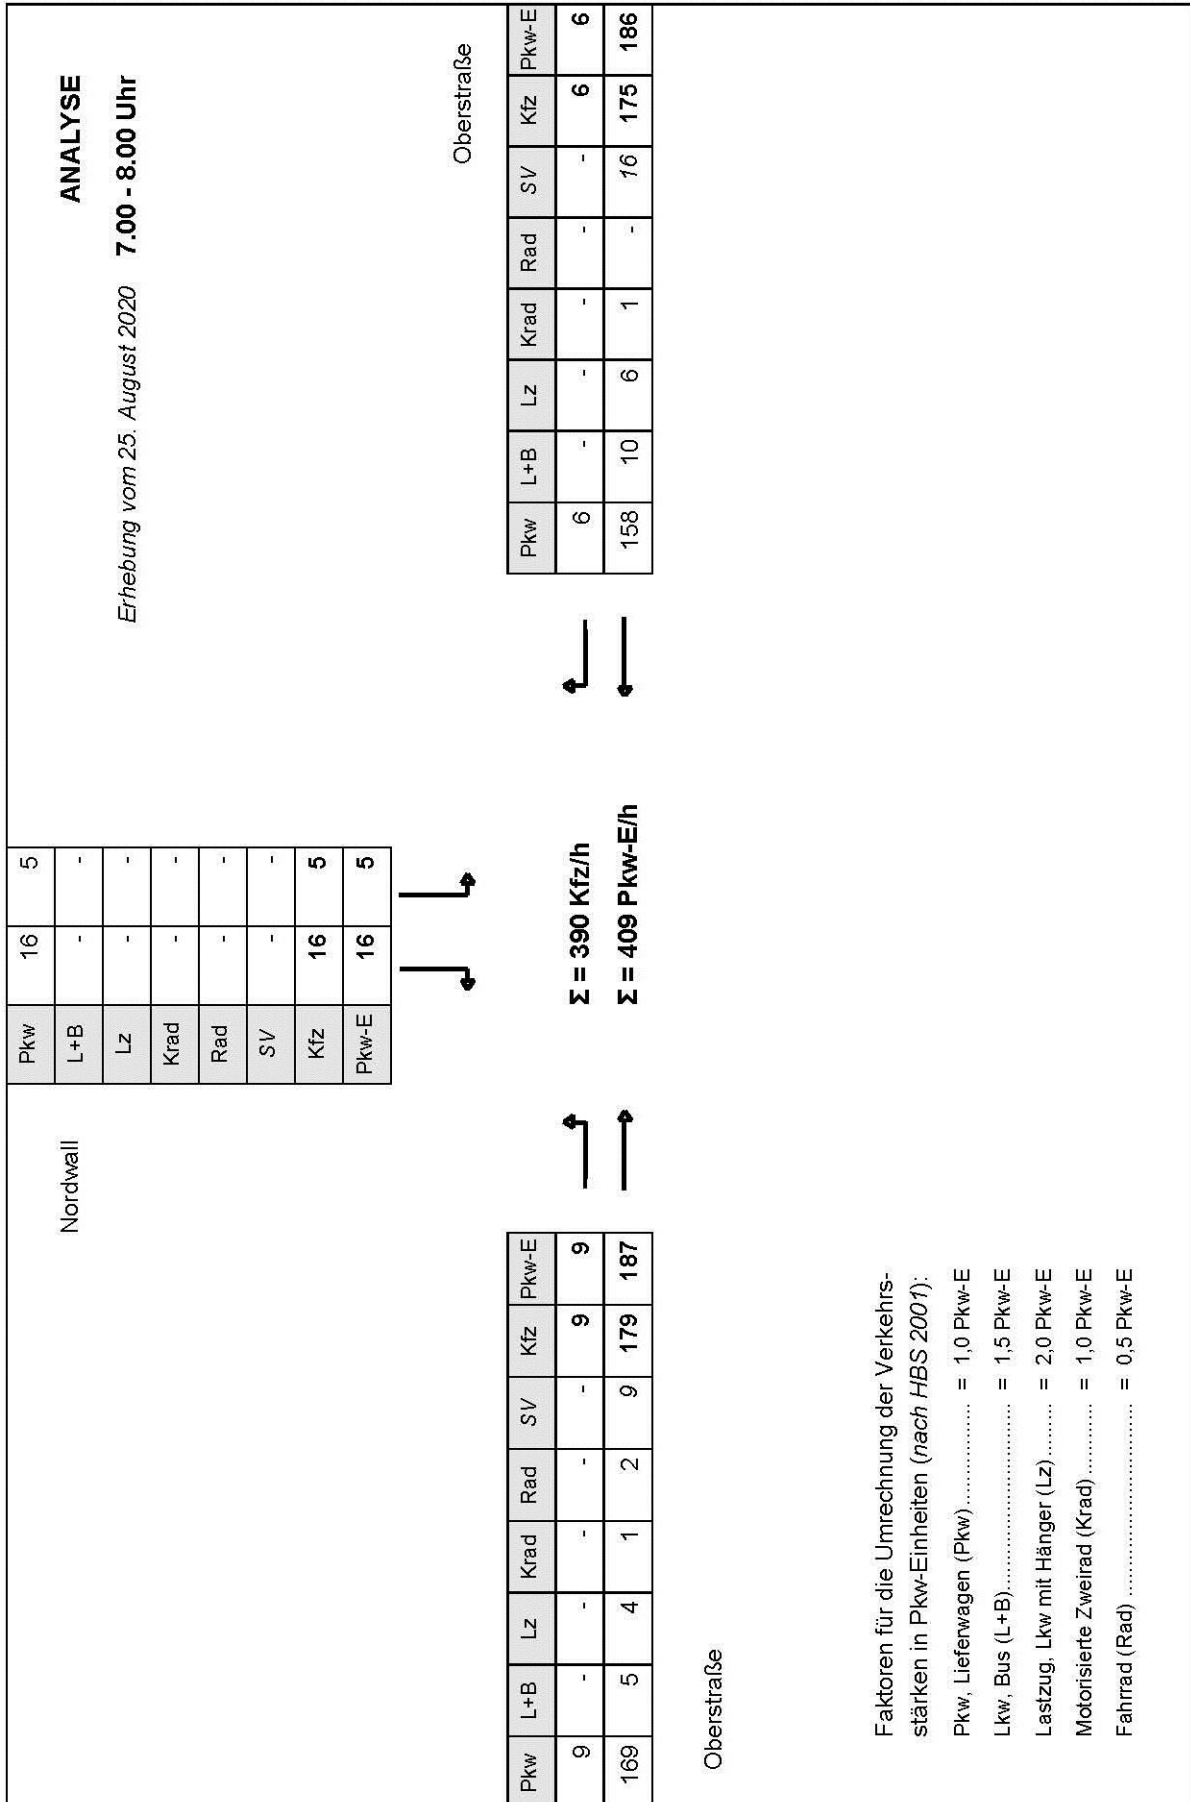 ANALYSE
Erhebung vom 25. August 2020 7.00 - 8.00 Uhr
Nordwall
Pkw 16 5
L+B - -
Lz - -
Krad - -
Rad - -
SV - -
Kfz 16 5
Pkw-E 16 5
Oberstraße
Pkw L+B Lz Krad Rad SV Kfz Pkw-E
9 - - - - - 9 9
169 5 4 1 2 9 179 187
Σ = 390 Kfz/h
Σ = 409 Pkw-E/h
Pkw L+B Lz Krad Rad SV Kfz Pkw-E
6 - - - - - 6 6
158 10 6 1 - 16 175 186
Oberstraße
Faktoren für die Umrechnung der Verkehrs-
stärken in Pkw-Einheiten (nach HBS 2001):
Pkw, Lieferwagen (Pkw)................. = 1,0 Pkw-E
Lkw, Bus (L+B)................................ = 1,5 Pkw-E
Lastzug, Lkw mit Hänger (Lz).......... = 2,0 Pkw-E
Motorisierte Zweirad (Krad)............. = 1,0 Pkw-E
Fahrrad (Rad) .................................. = 0,5 Pkw-E